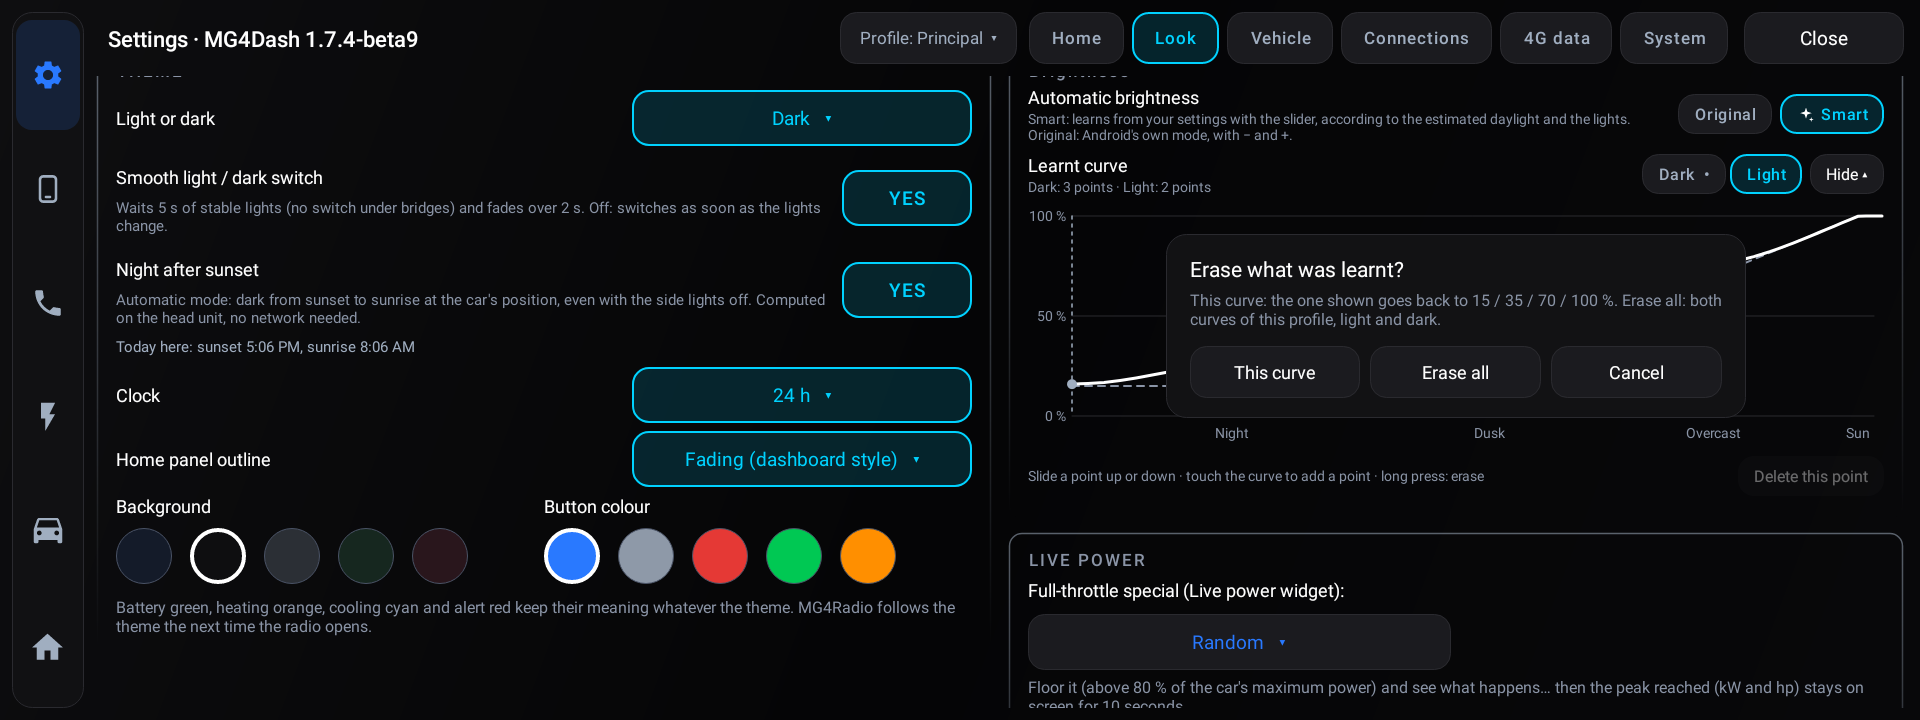 Settings · MG4Dash 1.7.4-beta9
Profile: Principal ▾
Home
Look
Vehicle
Connections
4G data
System
Close
THEME
Light or dark
Dark ▾
Smooth light / dark switch
Waits 5 s of stable lights (no switch under bridges) and fades over 2 s. Off: switches as soon as the lights
change.
YES
Night after sunset
Automatic mode: dark from sunset to sunrise at the car's position, even with the side lights off. Computed
on the head unit, no network needed.
YES
Today here: sunset 5:06 PM, sunrise 8:06 AM
Clock
24 h ▾
Home panel outline
Fading (dashboard style) ▾
Background
Button colour
Battery green, heating orange, cooling cyan and alert red keep their meaning whatever the theme. MG4Radio follows the
theme the next time the radio opens.
Brightness
Automatic brightness
Smart: learns from your settings with the slider, according to the estimated daylight and the lights.
Original: Android's own mode, with − and +.
Original
Smart
Learnt curve
Dark: 3 points · Light: 2 points
Dark •
Light
Hide ▴
100 %
50 %
0 %
Erase what was learnt?
This curve: the one shown goes back to 15 / 35 / 70 / 100 %. Erase all: both
curves of this profile, light and dark.
This curve
Erase all
Cancel
Night
Dusk
Overcast
Sun
Slide a point up or down · touch the curve to add a point · long press: erase
Delete this point
LIVE POWER
Full-throttle special (Live power widget):
Random ▾
Floor it (above 80 % of the car's maximum power) and see what happens… then the peak reached (kW and hp) stays on
screen for 10 seconds.